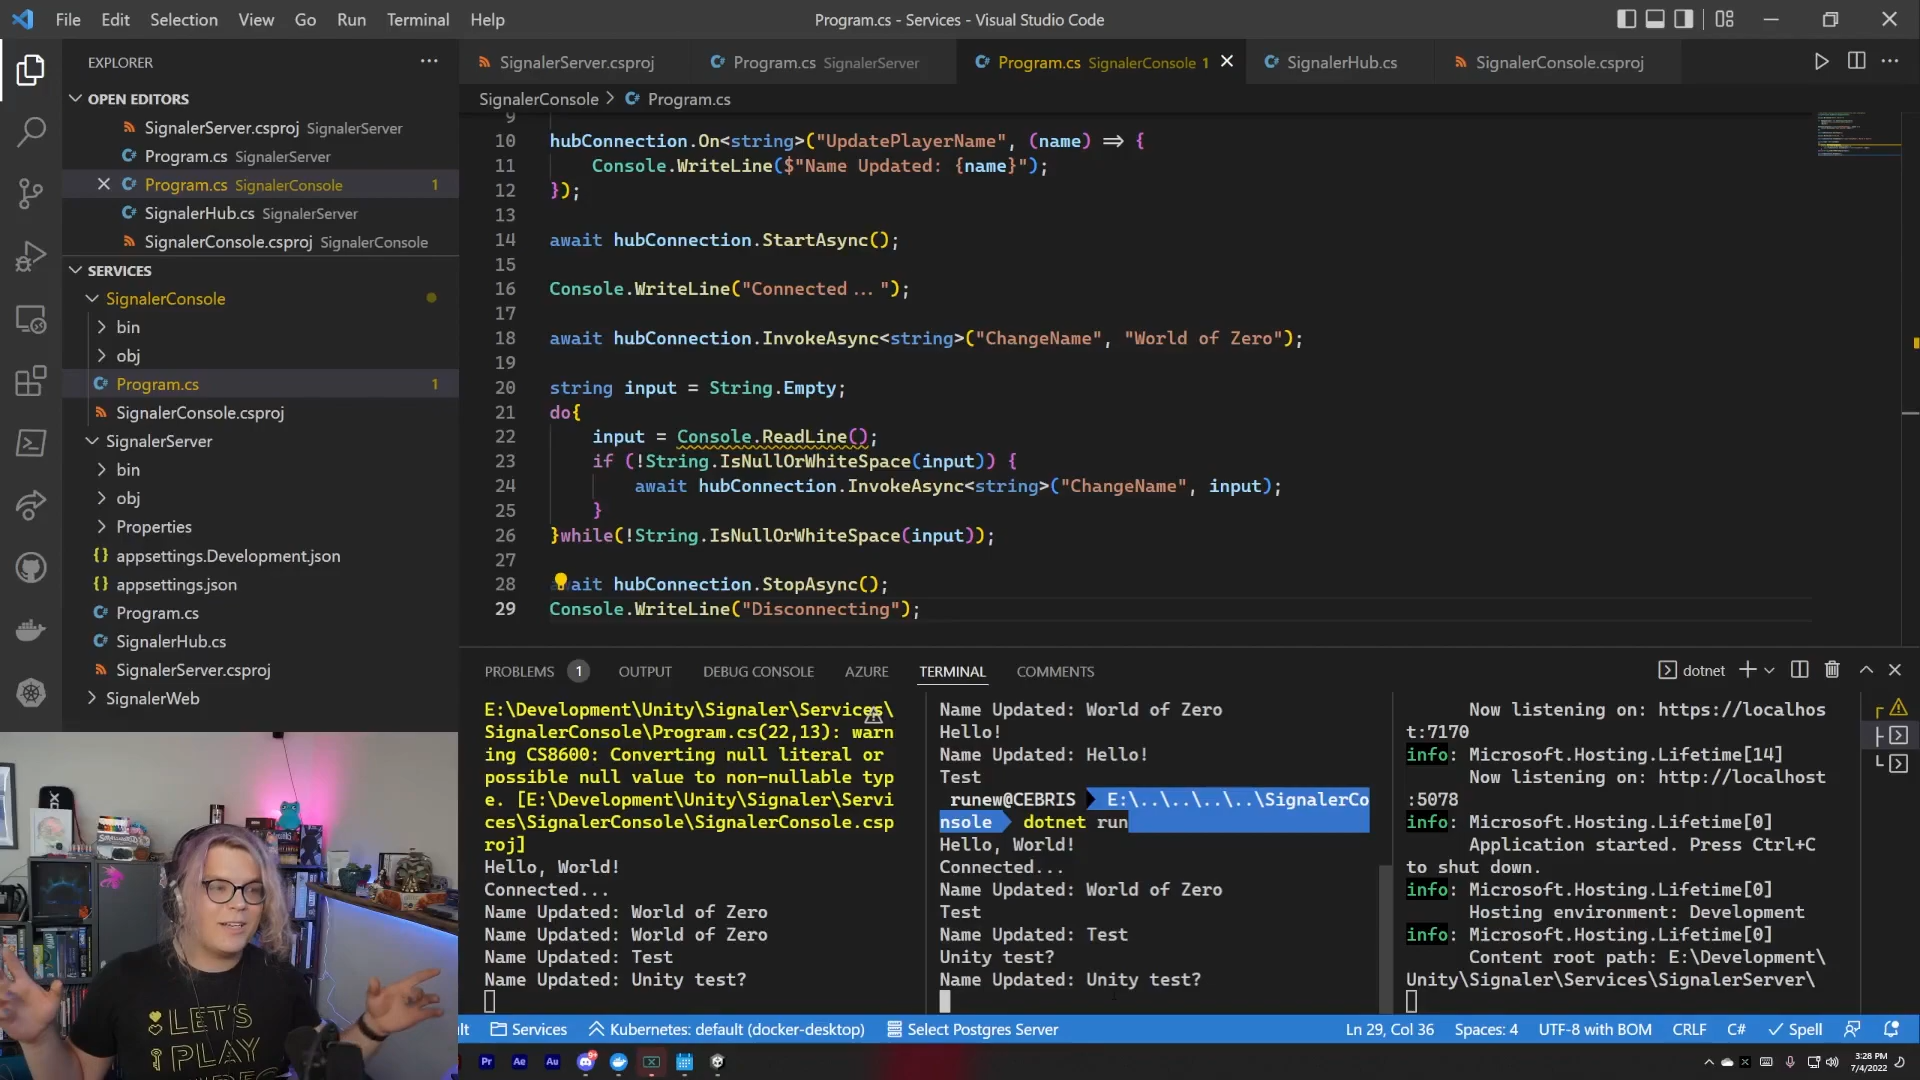 File Edit Selection View Go Run Terminal Help
Program.cs - Services - Visual Studio Code
EXPLORER
OPEN EDITORS
SignalerServer.csproj SignalerServer
Program.cs SignalerServer
Program.cs SignalerConsole 1
SignalerHub.cs SignalerServer
SignalerConsole.csproj SignalerConsole
SERVICES
SignalerConsole
bin
obj
Program.cs 1
SignalerConsole.csproj
SignalerServer
bin
obj
Properties
appsettings.Development.json
appsettings.json
Program.cs
SignalerHub.cs
SignalerServer.csproj
SignalerWeb
SignalerServer.csproj
Program.cs SignalerServer
Program.cs SignalerConsole 1
SignalerHub.cs
SignalerConsole.csproj
SignalerConsole > Program.cs
9
10 hubConnection.On<string>("UpdatePlayerName", (name) => {
11 Console.WriteLine($"Name Updated: {name}");
12 });
13
14 await hubConnection.StartAsync();
15
16 Console.WriteLine("Connected...");
17
18 await hubConnection.InvokeAsync<string>("ChangeName", "World of Zero");
19
20 string input = String.Empty;
21 do{
22 input = Console.ReadLine();
23 if (!String.IsNullOrWhiteSpace(input)) {
24 await hubConnection.InvokeAsync<string>("ChangeName", input);
25 }
26 }while(!String.IsNullOrWhiteSpace(input));
27
28 await hubConnection.StopAsync();
29 Console.WriteLine("Disconnecting");
PROBLEMS 1 OUTPUT DEBUG CONSOLE AZURE TERMINAL COMMENTS
dotnet
E:\Development\Unity\Signaler\Services\
SignalerConsole\Program.cs(22,13): warn
ing CS8600: Converting null literal or
possible null value to non-nullable typ
e. [E:\Development\Unity\Signaler\Servi
ces\SignalerConsole\SignalerConsole.csp
roj]
Hello, World!
Connected...
Name Updated: World of Zero
Name Updated: World of Zero
Name Updated: Test
Name Updated: Unity test?
Name Updated: World of Zero
Hello!
Name Updated: Hello!
Test
runew@CEBRIS E:\..\..\..\..\SignalerCo
nsole dotnet run
Hello, World!
Connected...
Name Updated: World of Zero
Test
Name Updated: Test
Unity test?
Name Updated: Unity test?
Now listening on: https://localhos
t:7170
info: Microsoft.Hosting.Lifetime[14]
Now listening on: http://localhost
:5078
info: Microsoft.Hosting.Lifetime[0]
Application started. Press Ctrl+C
to shut down.
info: Microsoft.Hosting.Lifetime[0]
Hosting environment: Development
info: Microsoft.Hosting.Lifetime[0]
Content root path: E:\Development\
Unity\Signaler\Services\SignalerServer\
LET'S
PLAY
ult Services Kubernetes: default (docker-desktop) Select Postgres Server
Ln 29, Col 36 Spaces: 4 UTF-8 with BOM CRLF C# Spell
Pr Ae Au
3:28 PM
7/4/2022